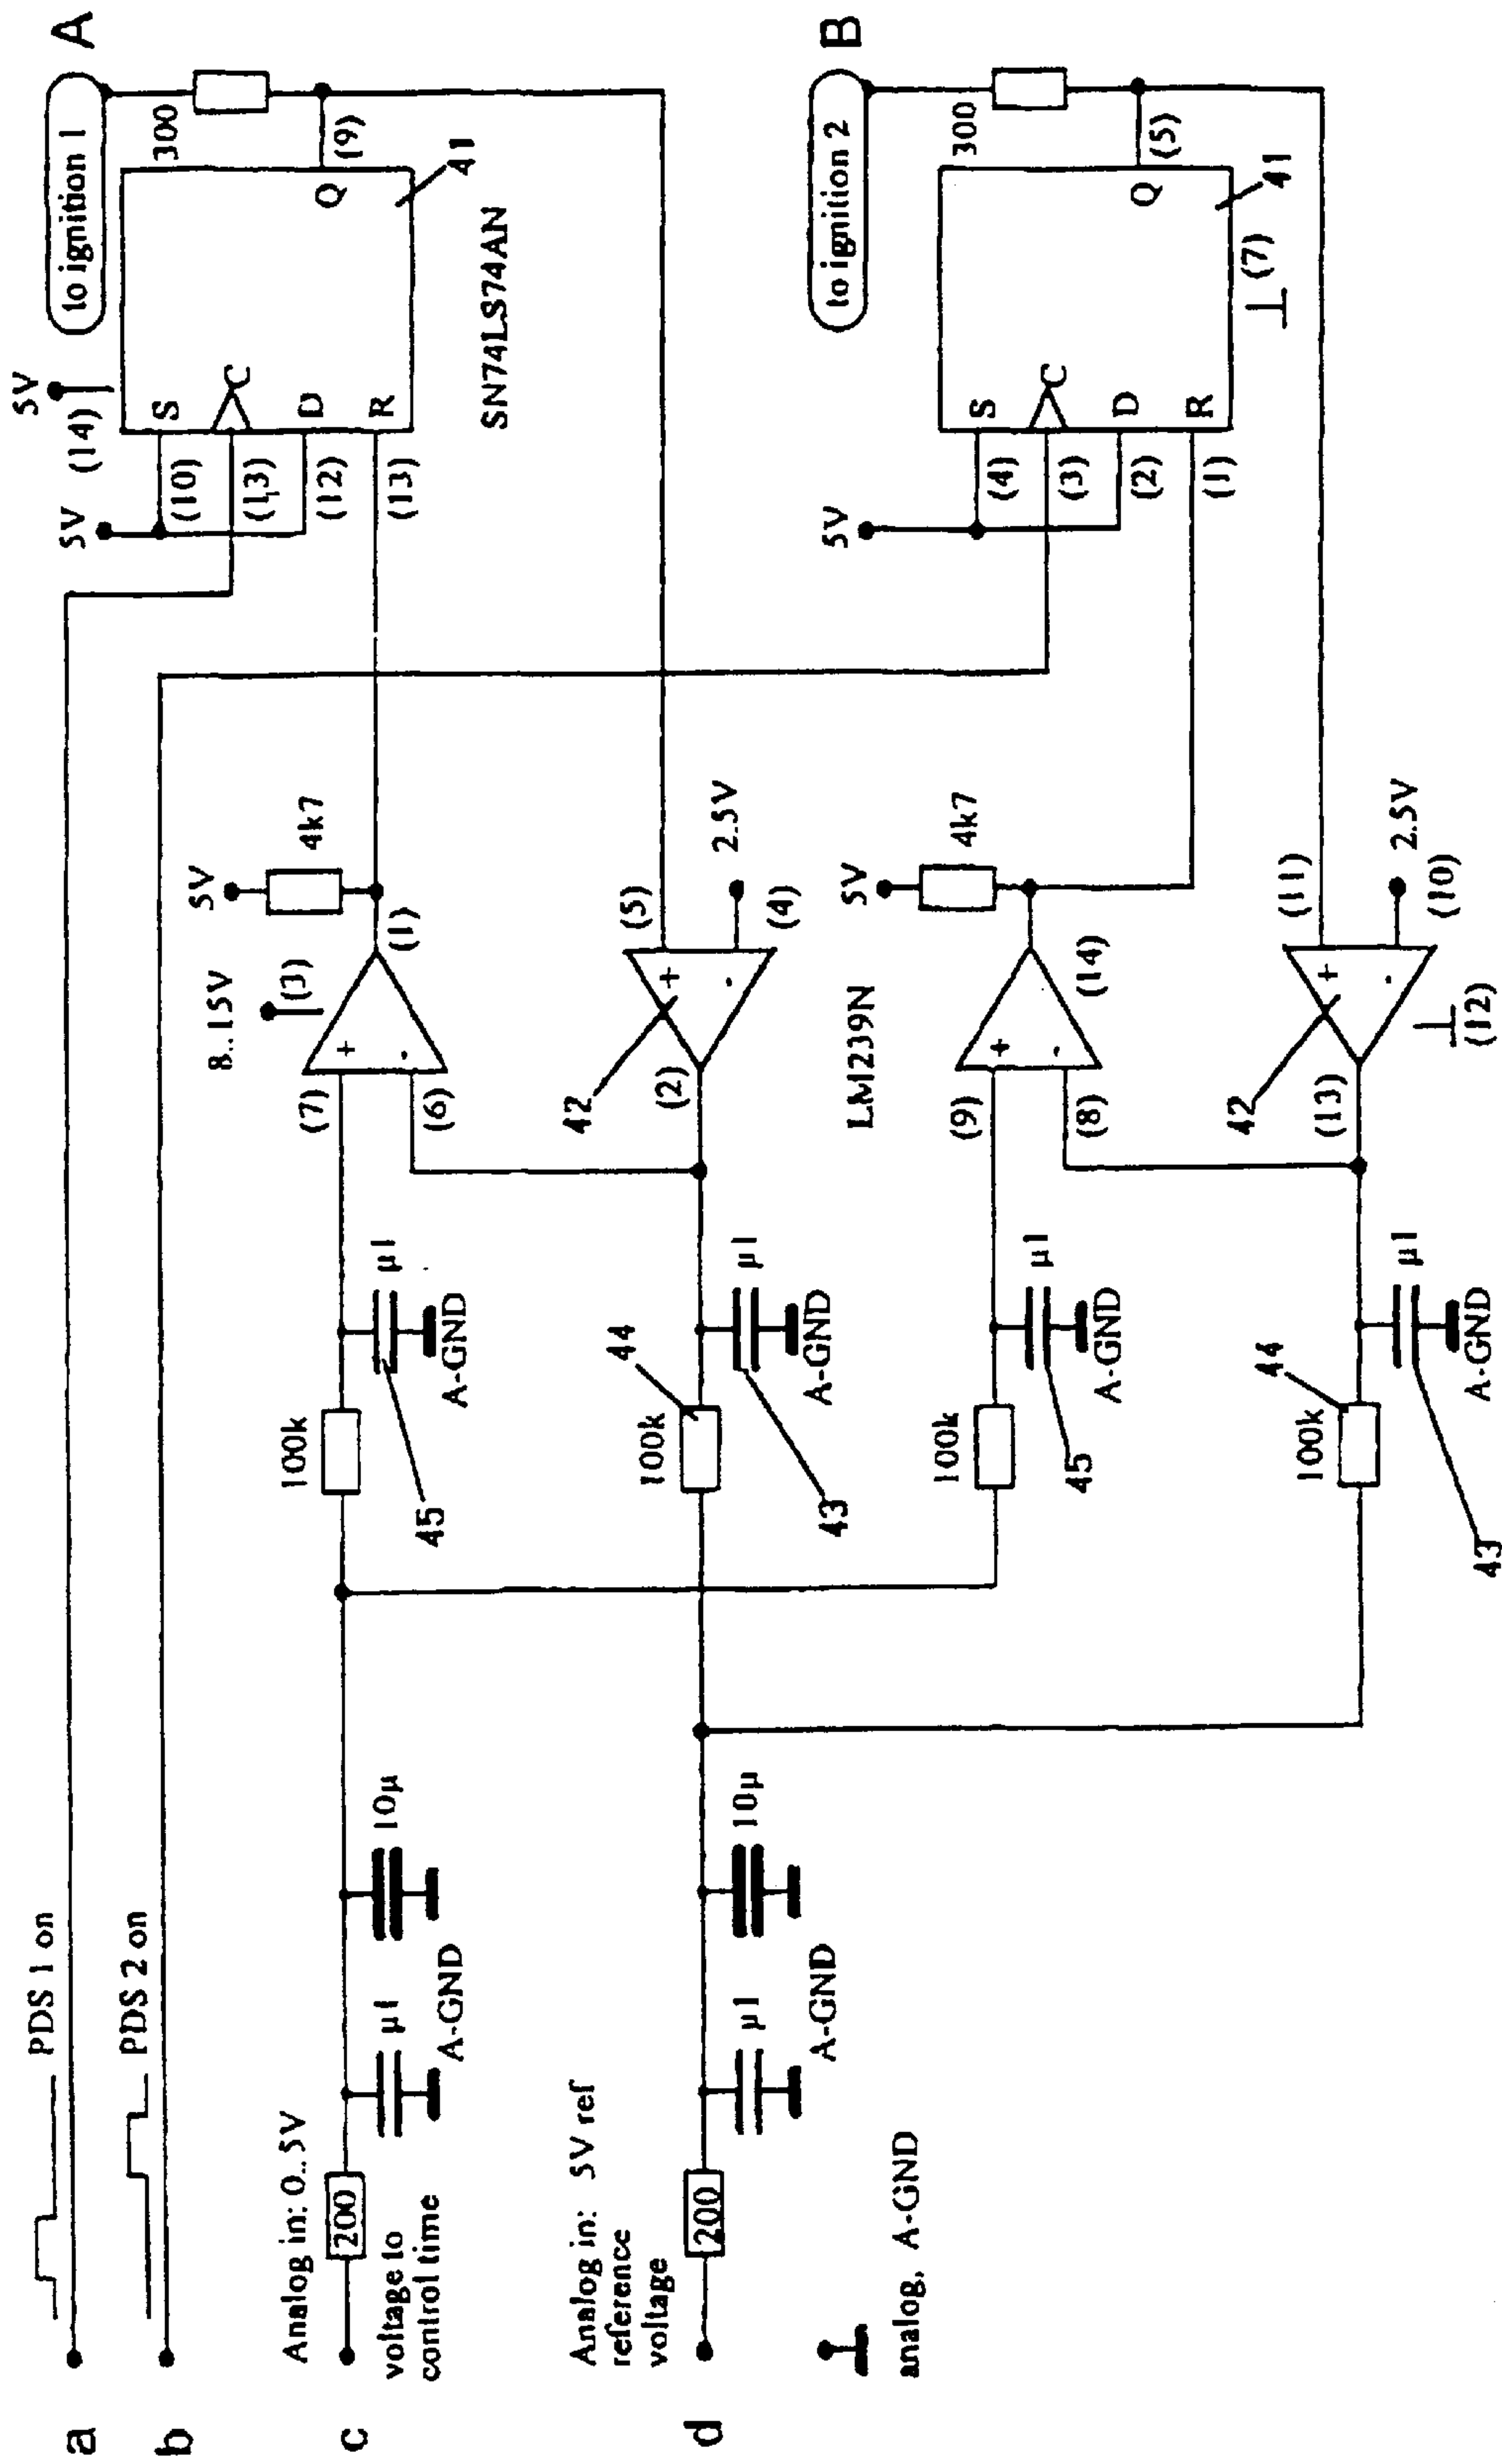 5V
PDS 1 on
to ignition 1
A
a
5V
(14)
PDS 2 on
300
b
S
(10)
8..15V
5V
C
(13)
(3)
4k7
D
(12)
Q
(9)
Analog in: 0..5V
100k
(7)
+
-
(1)
R
(13)
c
200
µ1
10µ
µ1
voltage to
control time
A-GND
45
A-GND
(6)
41
SN74LS74AN
Analog in: 5V ref
reference
voltage
44
42
(5)
100k
(2)
+
-
2.5V
d
200
µ1
10µ
µ1
(4)
A-GND
43
A-GND
to ignition 2
B
5V
LM239N
5V
4k7
300
analog, A-GND
100k
(9)
+
-
S
(4)
C
(3)
µ1
(8)
(14)
D
(2)
Q
(5)
45
A-GND
R
(1)
41
(7)
44
42
(11)
100k
(13)
+
-
2.5V
µ1
(10)
43
A-GND
(12)